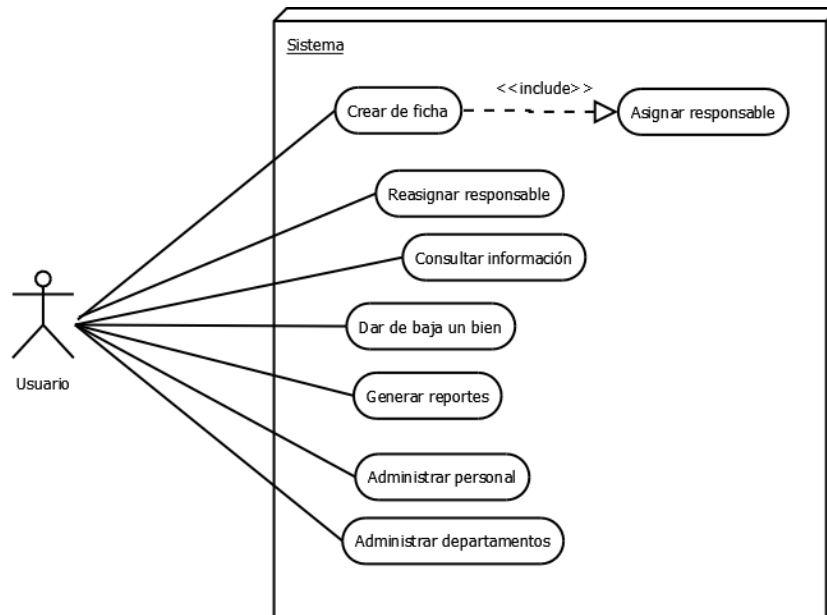 Sistema
<<include>>
Crear de ficha
Asignar responsable
Reasignar responsable
Consultar información
Dar de baja un bien
Usuario
Generar reportes
Administrar personal
Administrar departamentos